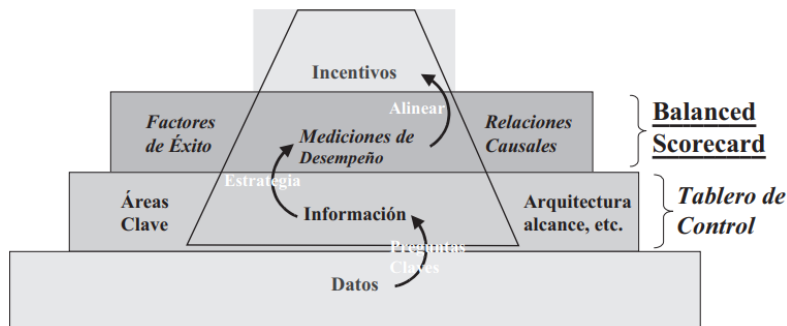 Incentivos
Alinear
Factores
de Éxito
Mediciones de
Desempeño
Relaciones
Causales
Balanced
Scorecard
Estrategia
Áreas
Clave
Información
Arquitectura
alcance, etc.
Tablero de
Control
Preguntas
Claves
Datos